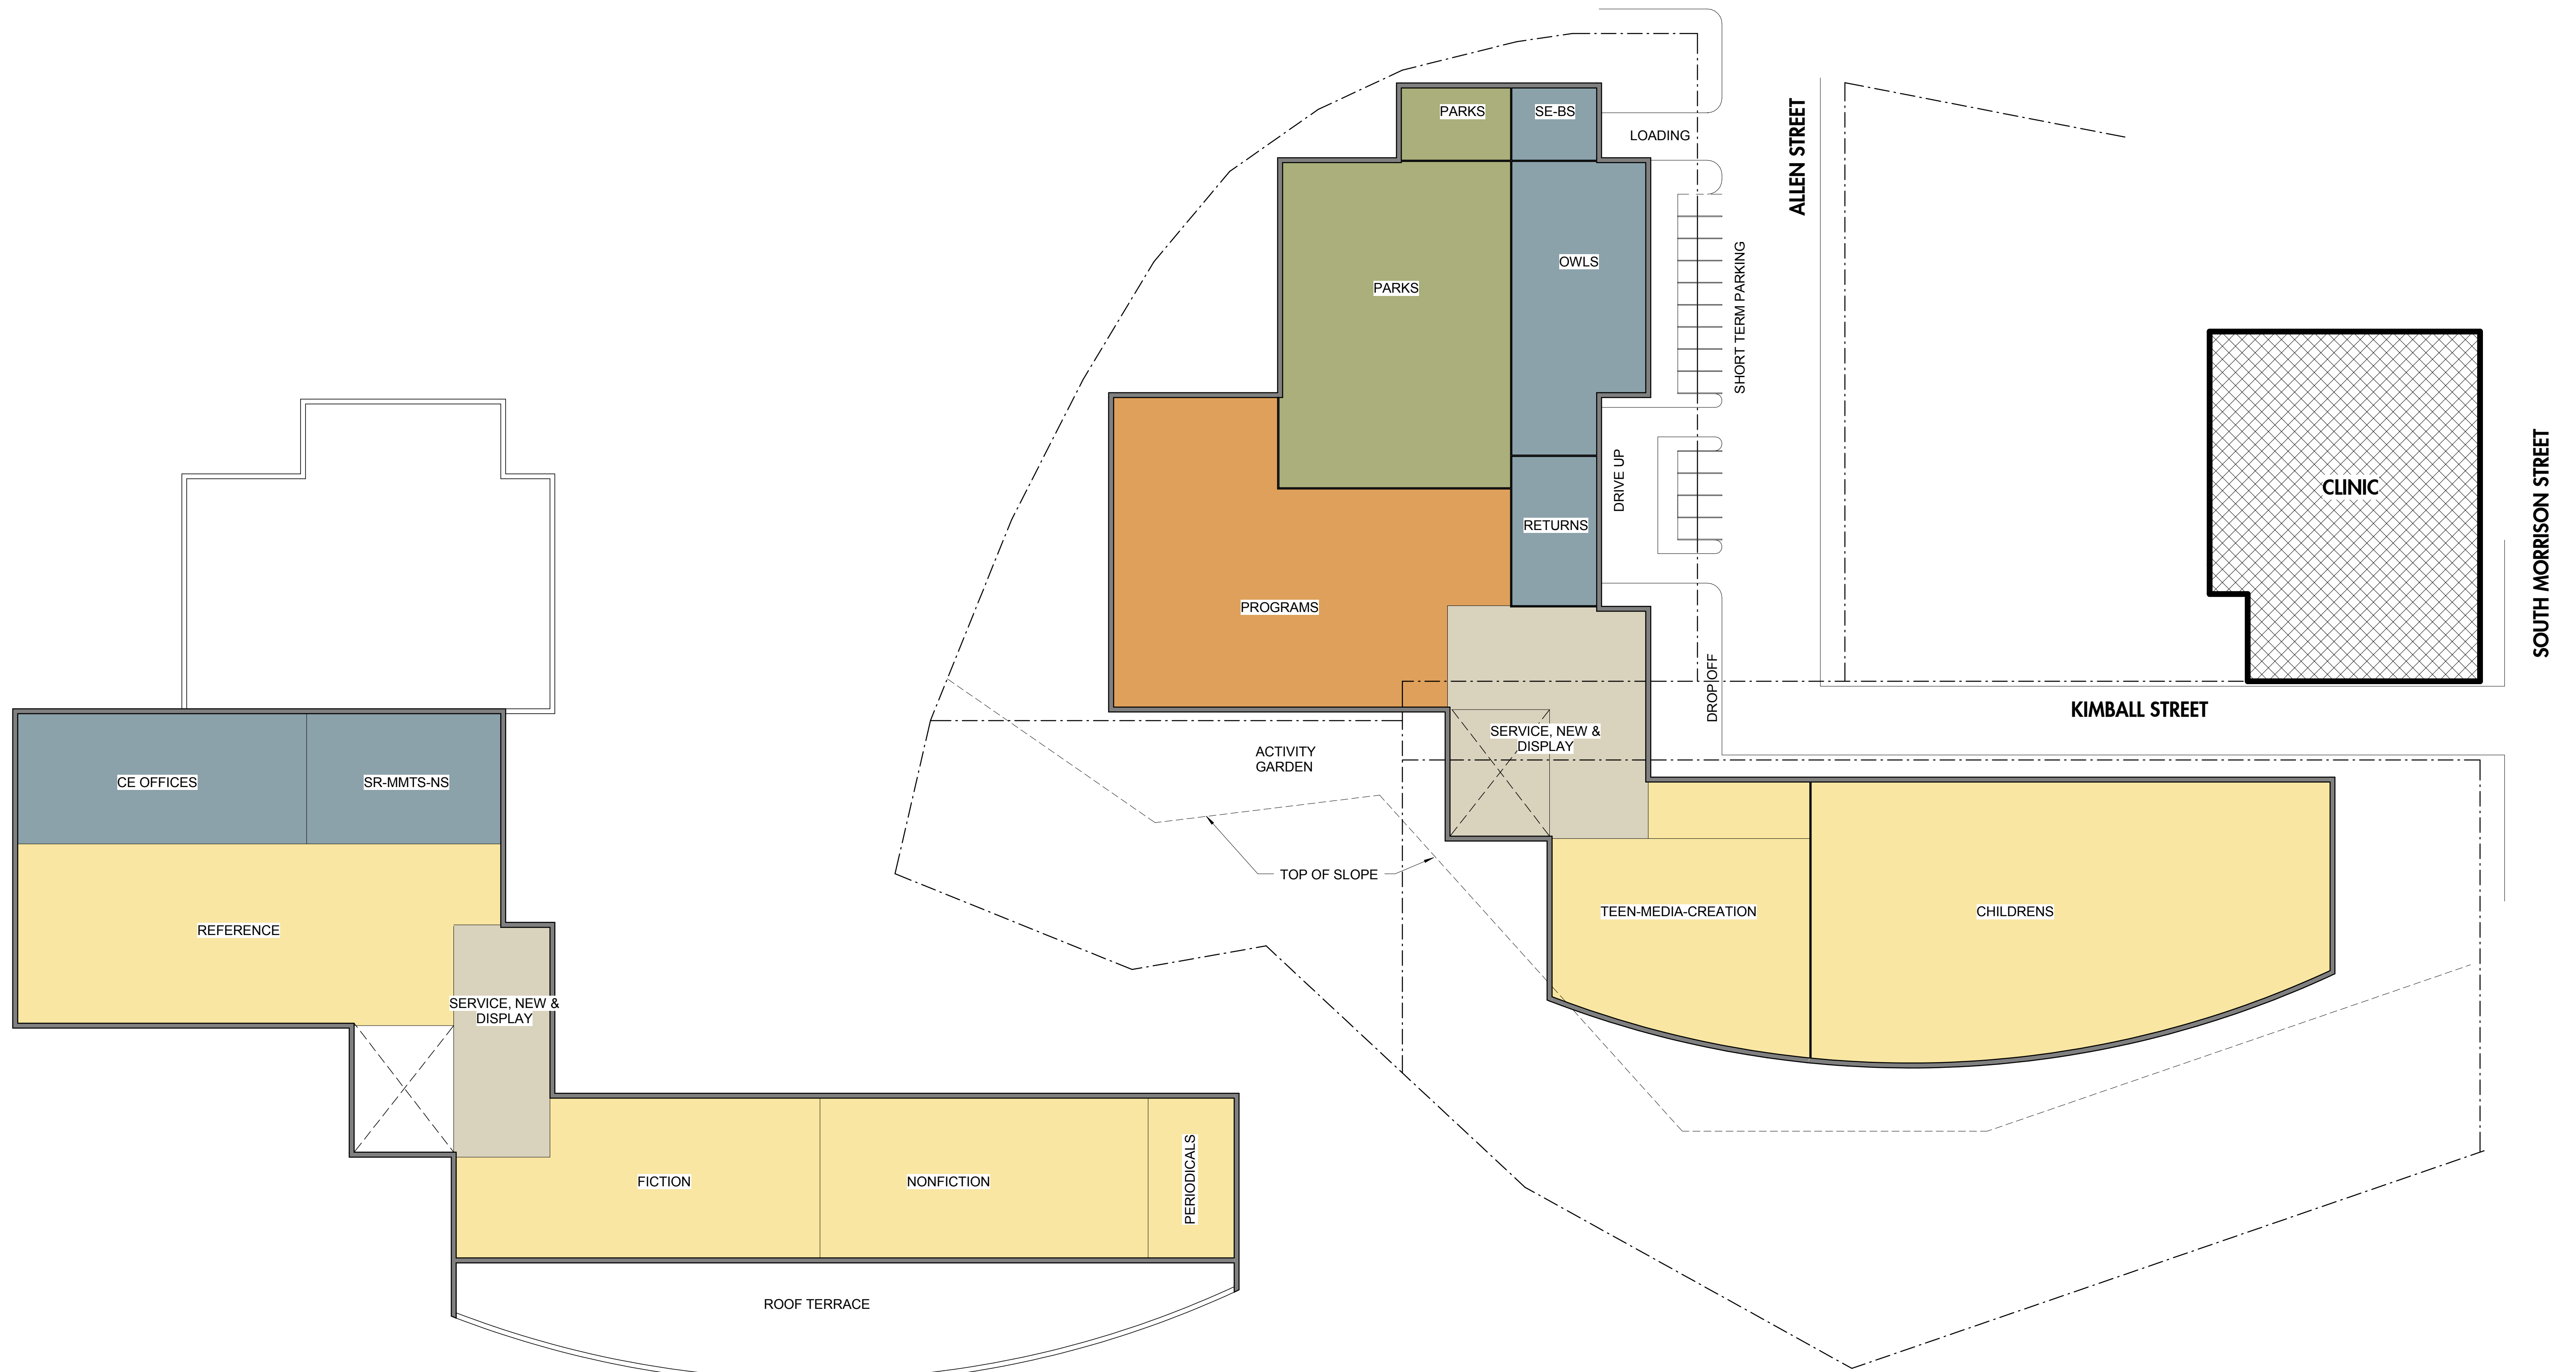 PARKS
SE-BS
LOADING
ALLEN STREET
OWLS
PARKS
SHORT TERM PARKING
DRIVE UP
CLINIC
SOUTH MORRISON STREET
RETURNS
PROGRAMS
DROP OFF
KIMBALL STREET
SERVICE, NEW &
DISPLAY
ACTIVITY
GARDEN
CE OFFICES
SR-MMTS-NS
TOP OF SLOPE
TEEN-MEDIA-CREATION
CHILDRENS
REFERENCE
SERVICE, NEW &
DISPLAY
FICTION
NONFICTION
PERIODICALS
ROOF TERRACE